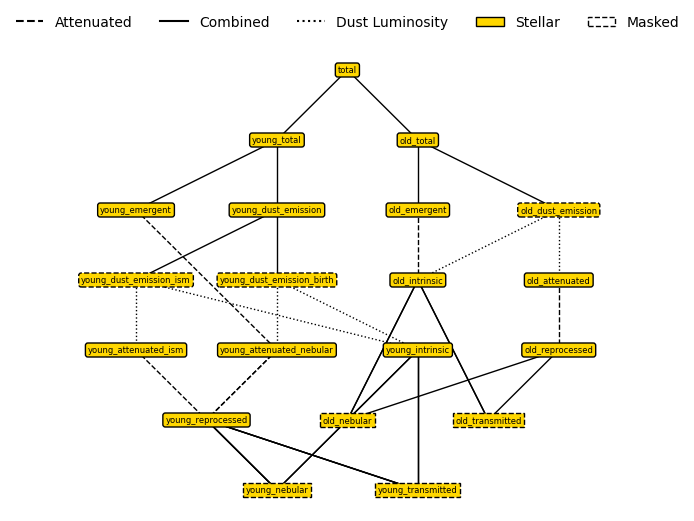 Attenuated Combined Dust Luminosity Stellar Masked
total
young_total old_total
young_emergent young_dust_emission old_emergent old_dust_emission
young_dust_emission_ism young_dust_emission_birth old_intrinsic old_attenuated
young_attenuated_ism young_attenuated_nebular young_intrinsic old_reprocessed
young_reprocessed old_nebular old_transmitted
young_nebular young_transmitted